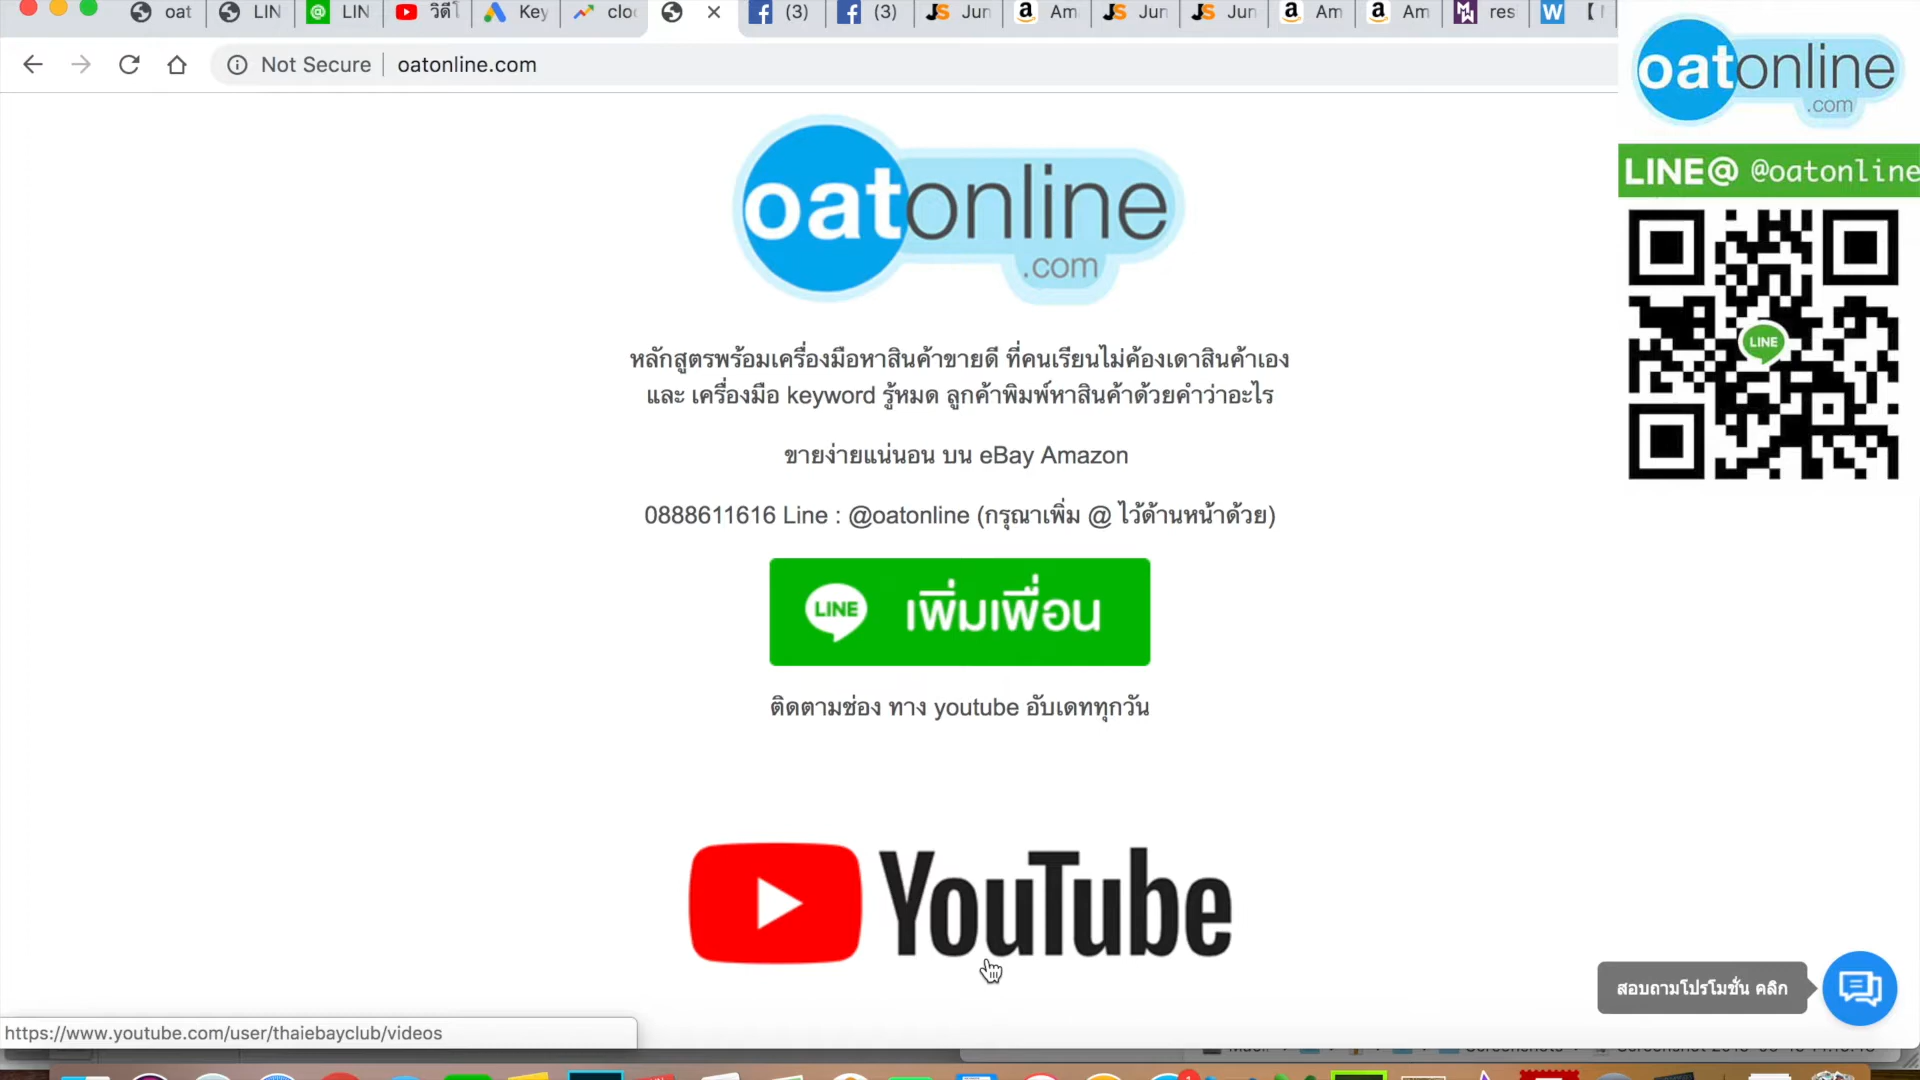 oat
LIN
LIN
Key
cloc
(3)
(3)
Jun
Am
Jun
Jun
Am
Am
res
Not Secure
oatonline.com
oatonline
.com
LINE@ @oatonline
LINE
oatonline
.com
หลักสูตรพร้อมเครื่องมือหาสินค้าขายดี ที่คนเรียนไม่ค้องเดาสินค้าเอง
และ เครื่องมือ keyword รู้หมด ลูกค้าพิมพ์หาสินค้าด้วยคำว่าอะไร
ขายง่ายแน่นอน บน eBay Amazon
0888611616 Line : @oatonline (กรุณาเพิ่ม @ ไว้ด้านหน้าด้วย)
LINE เพิ่มเพื่อน
ติดตามช่อง ทาง youtube อับเดททุกวัน
YouTube
สอบถามโปรโมชั่น คลิก
https://www.youtube.com/user/thaiebayclub/videos